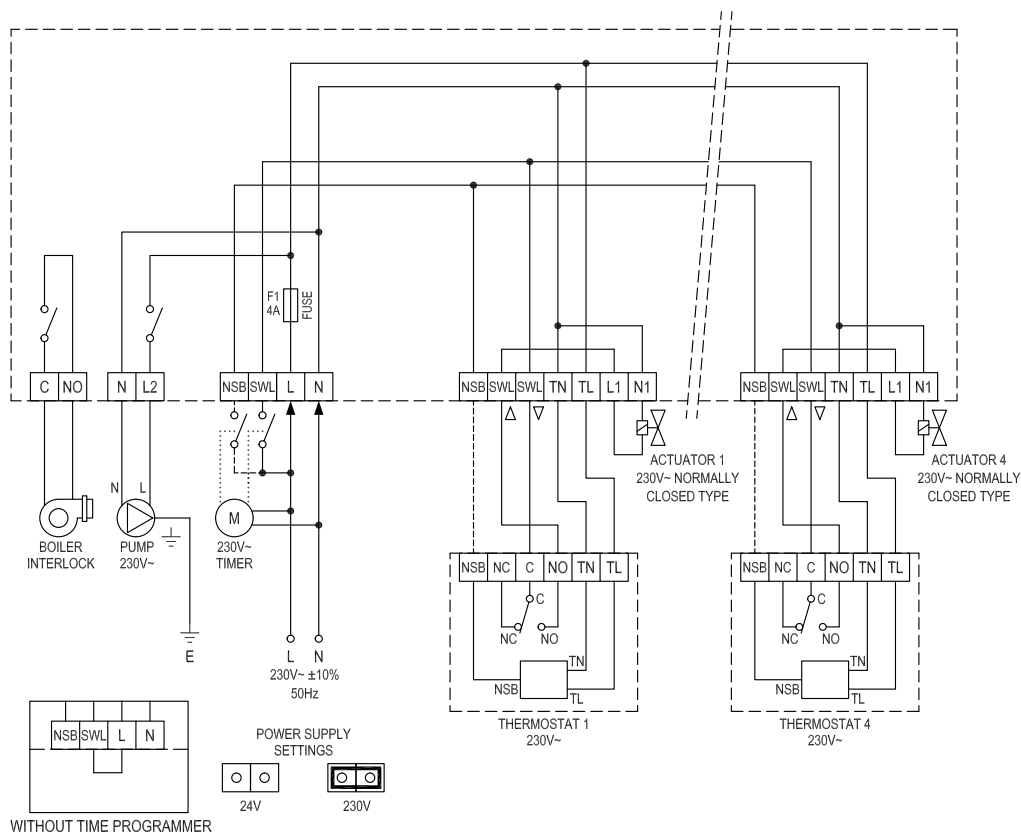 F1
4A
FUSE
C NO N L2 NSB SWL L N NSB SWL SWL TN TL L1 N1 NSB SWL SWL TN TL L1 N1
ACTUATOR 1
230V~ NORMALLY
CLOSED TYPE
ACTUATOR 4
230V~ NORMALLY
CLOSED TYPE
N L
M
BOILER
INTERLOCK
PUMP
230V~
230V~
TIMER
E
L N
230V~ ±10%
50Hz
NSB NC C NO TN TL
C
NC NO
TN
NSB
TL
THERMOSTAT 1
230V~
NSB NC C NO TN TL
C
NC NO
TN
NSB
TL
THERMOSTAT 4
230V~
NSB SWL L N
WITHOUT TIME PROGRAMMER
POWER SUPPLY
SETTINGS
24V 230V